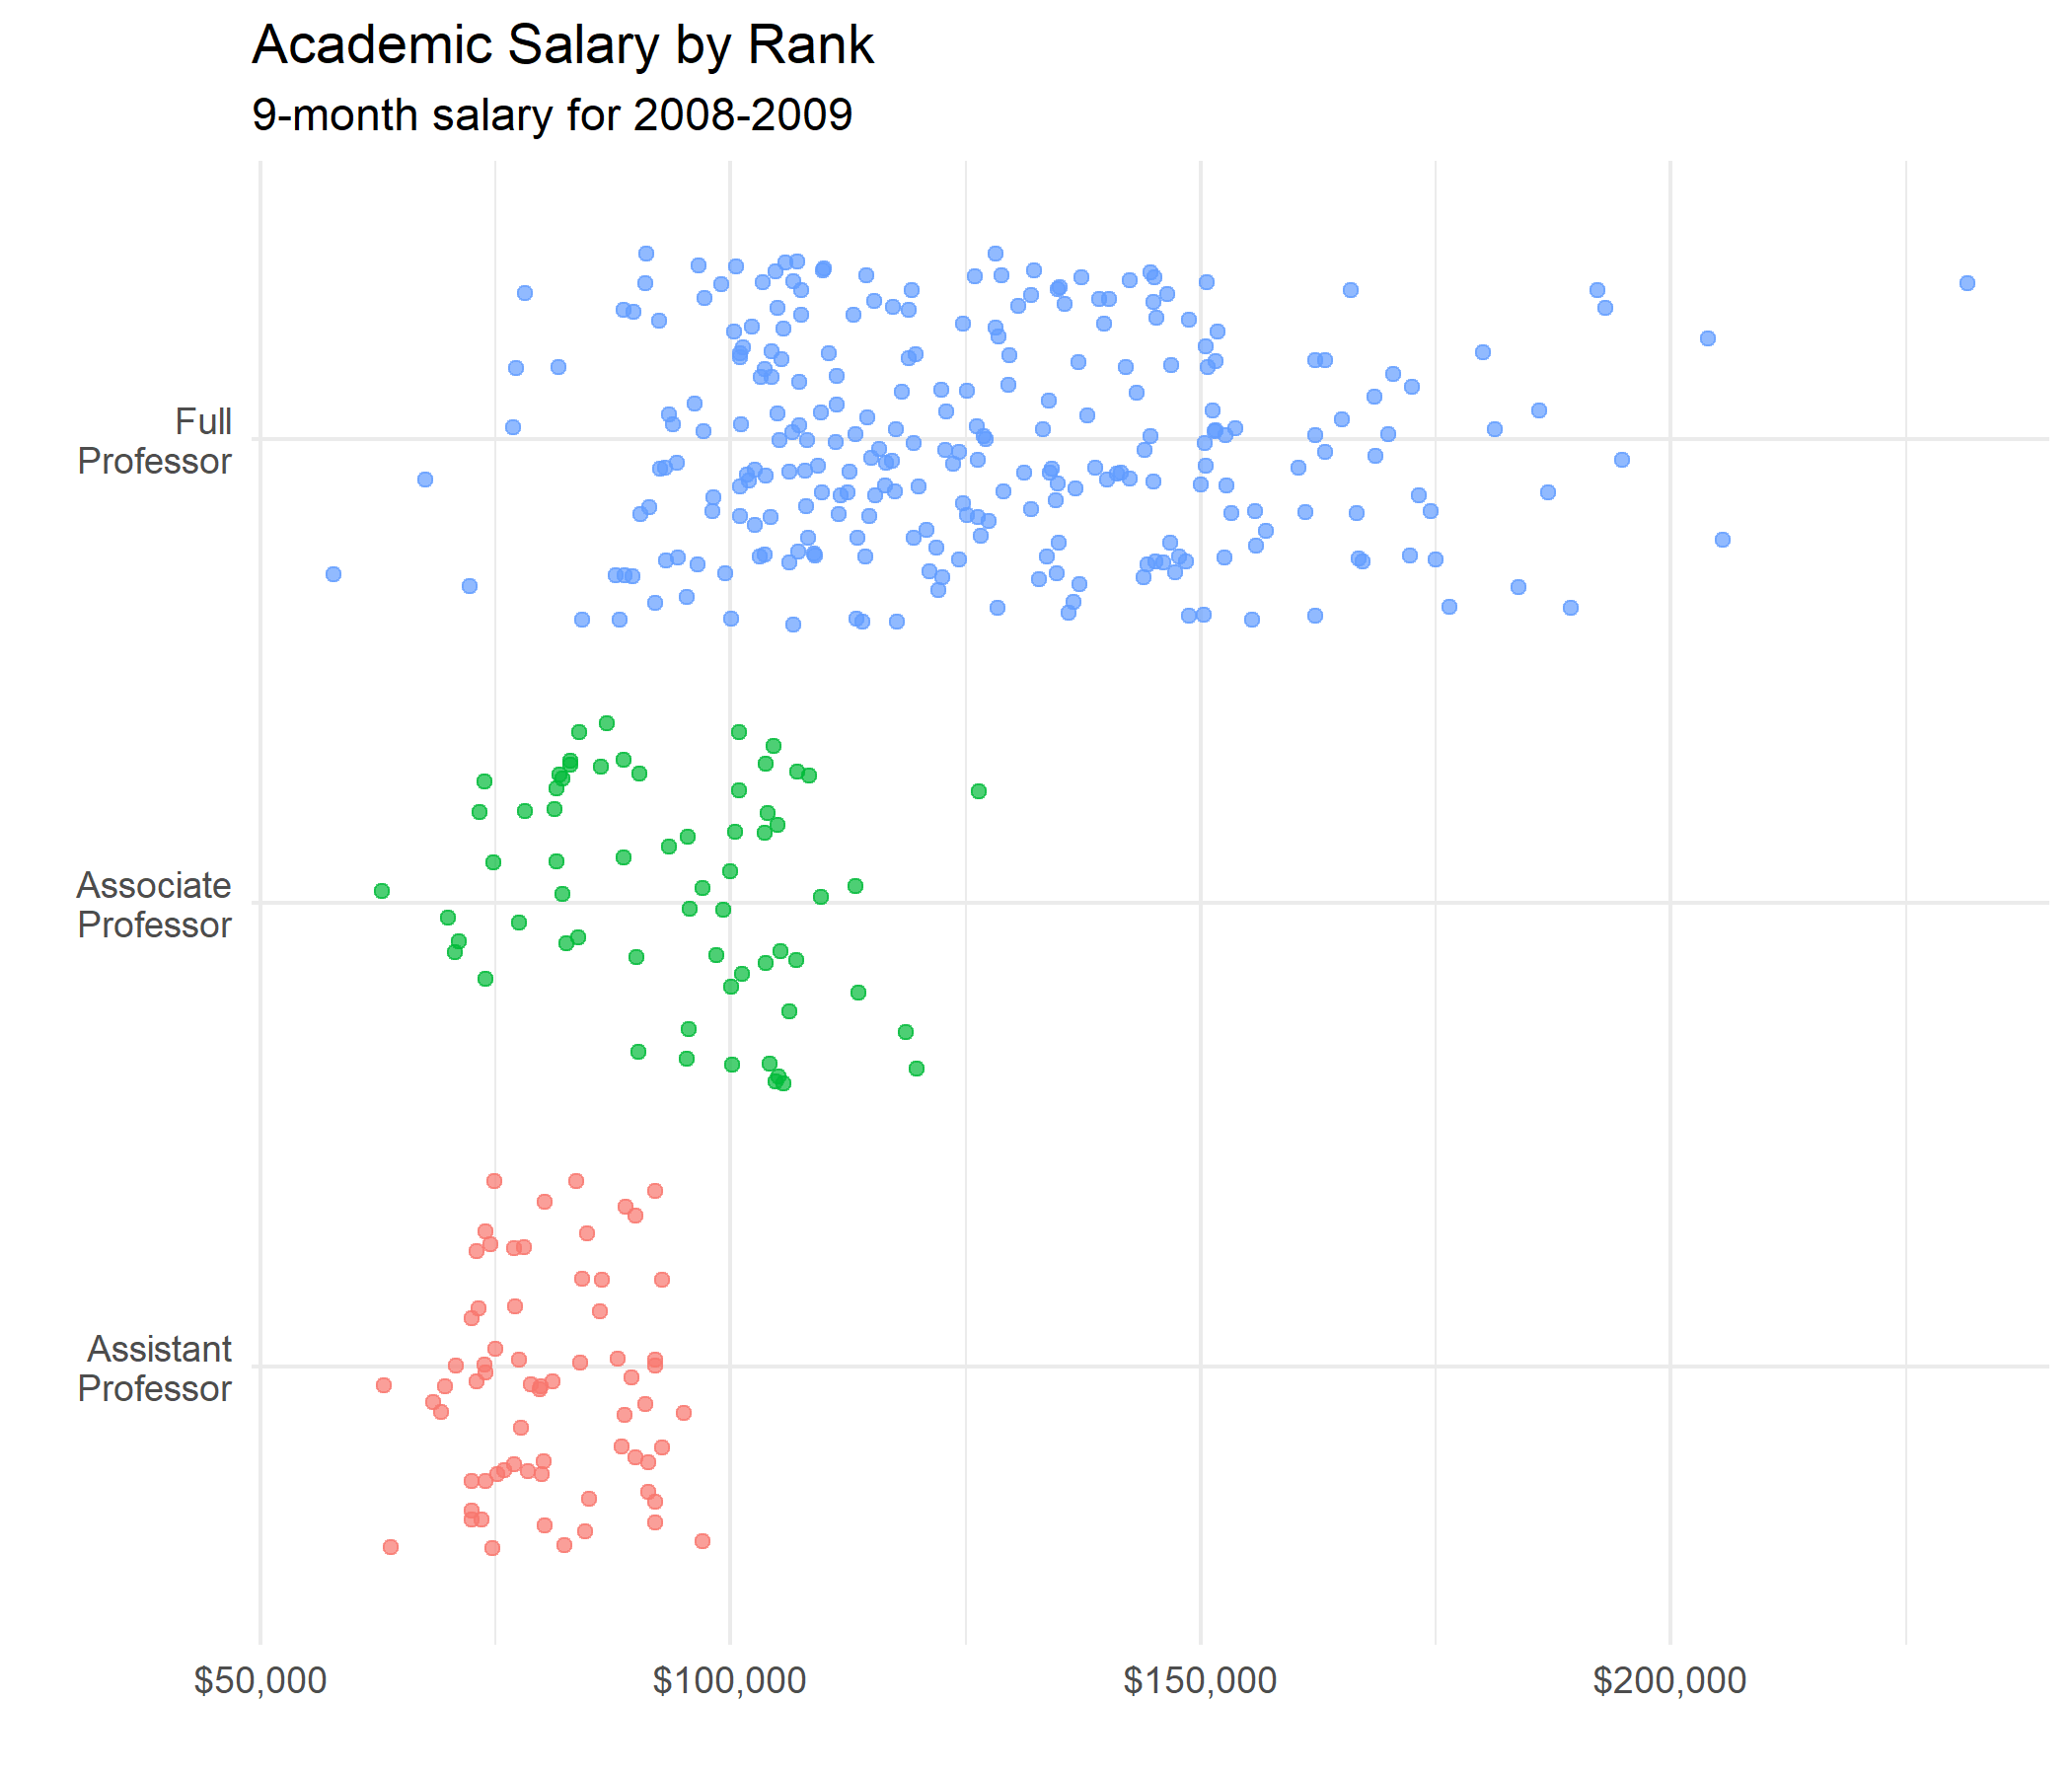 Academic Salary by Rank
9-month salary for 2008-2009
Full
Professor
Associate
Professor
Assistant
Professor
$50,000
$100,000
$150,000
$200,000